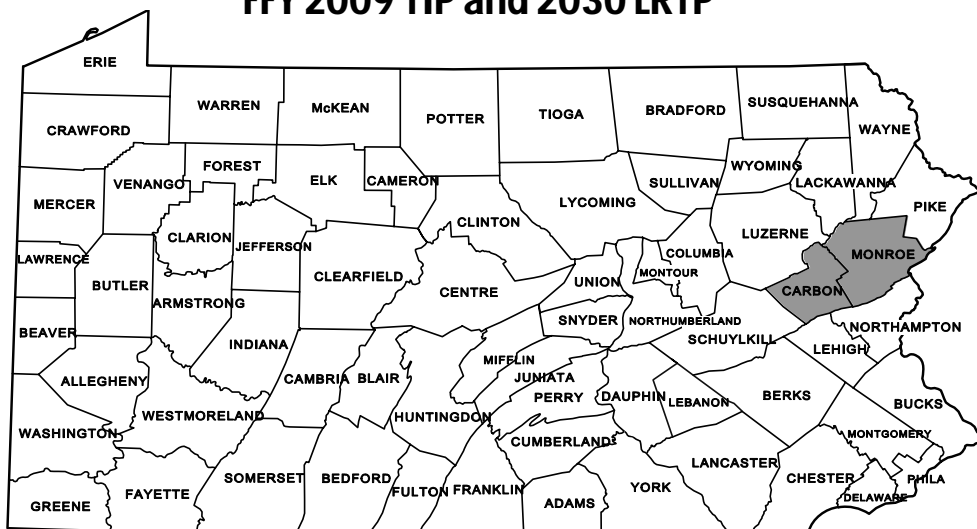 FFY 2009 TIP and 2030 LRTP
ERIE
CRAWFORD
WARREN
McKEAN
POTTER
TIOGA
BRADFORD
SUSQUEHANNA
WAYNE
MERCER
VENANGO
FOREST
ELK
CAMERON
LYCOMING
SULLIVAN
WYOMING
LACKAWANNA
PIKE
LAWRENCE
BUTLER
CLARION
JEFFERSON
CLEARFIELD
CLINTON
CENTRE
UNION
MONTOUR
COLUMBIA
LUZERNE
MONROE
CARBON
BEAVER
ARMSTRONG
INDIANA
SNYDER
NORTHUMBERLAND
SCHUYLKILL
NORTHAMPTON
LEHIGH
ALLEGHENY
WESTMORELAND
CAMBRIA
BLAIR
HUNTINGDON
MIFFLIN
JUNIATA
PERRY
DAUPHIN
LEBANON
BERKS
BUCKS
WASHINGTON
CUMBERLAND
LANCASTER
MONTGOMERY
CHESTER
PHILA
DELAWARE
GREENE
FAYETTE
SOMERSET
BEDFORD
FULTON
FRANKLIN
ADAMS
YORK